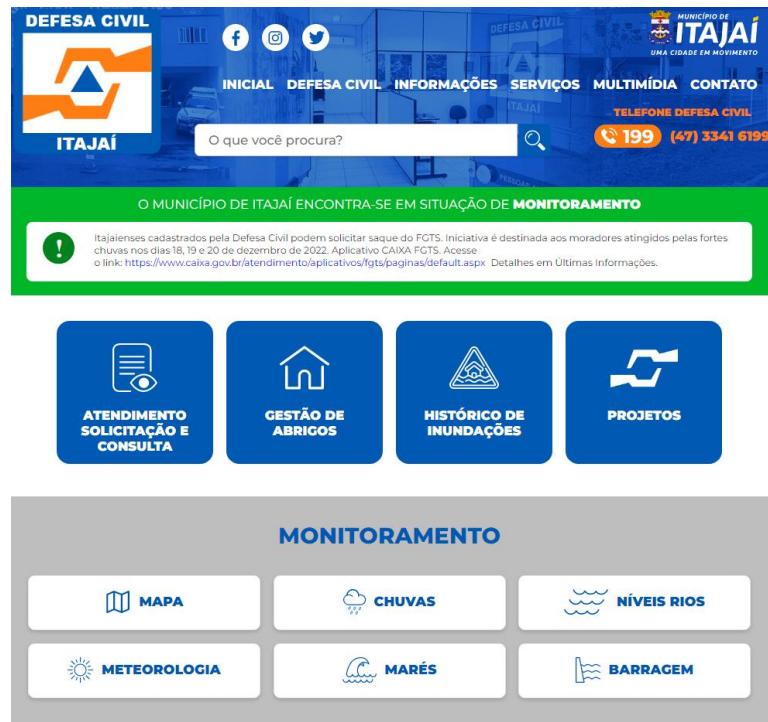 DEFESA CIVIL
ITAJAÍ
MUNICÍPIO DE
ITAJAÍ
UMA CIDADE EM MOVIMENTO
DEFESA CIVIL
ITAJAÍ
INICIAL DEFESA CIVIL INFORMAÇÕES SERVIÇOS MULTIMÍDIA CONTATO
TELEFONE DEFESA CIVIL
O que você procura?
199 (47) 3341 6199
O MUNICÍPIO DE ITAJAÍ ENCONTRA-SE EM SITUAÇÃO DE MONITORAMENTO
Itajaienses cadastrados pela Defesa Civil podem solicitar saque do FGTS. Iniciativa é destinada aos moradores atingidos pelas fortes
chuvas nos dias 18, 19 e 20 de dezembro de 2022. Aplicativo CAIXA FGTS. Acesse
o link: https://www.caixa.gov.br/atendimento/aplicativos/fgts/paginas/default.aspx Detalhes em Últimas Informações.
ATENDIMENTO
SOLICITAÇÃO E
CONSULTA
GESTÃO DE
ABRIGOS
HISTÓRICO DE
INUNDAÇÕES
PROJETOS
MONITORAMENTO
MAPA
CHUVAS
NÍVEIS RIOS
METEOROLOGIA
MARÉS
BARRAGEM